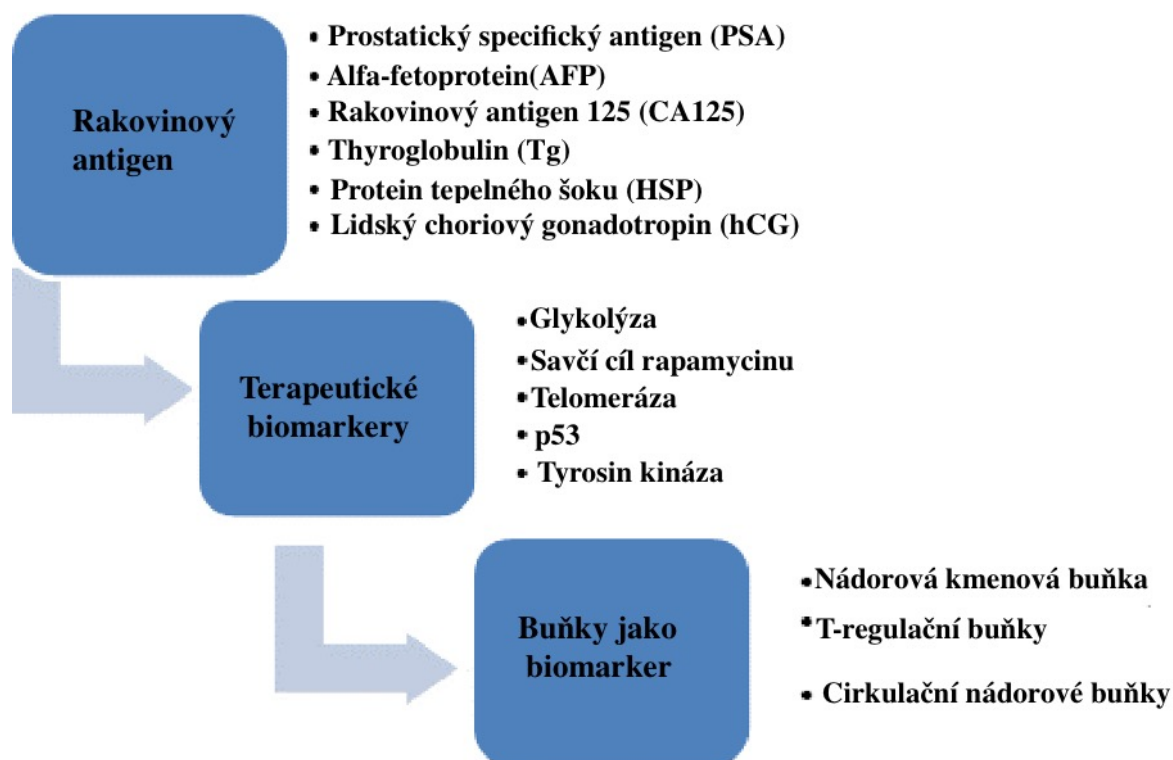 Rakovinový
antigen
• Prostatický specifický antigen (PSA)
• Alfa-fetoprotein(AFP)
• Rakovinový antigen 125 (CA125)
• Thyroglobulin (Tg)
• Protein tepelného šoku (HSP)
• Lidský choriový gonadotropin (hCG)
Terapeutické
biomarkery
•Glykolýza
• Savčí cíl rapamycinu
• Telomeráza
• p53
• Tyrosin kináza
Buňky jako
biomarker
•Nádorová kmenová buňka
• T-regulační buňky
• Cirkulační nádorové buňky